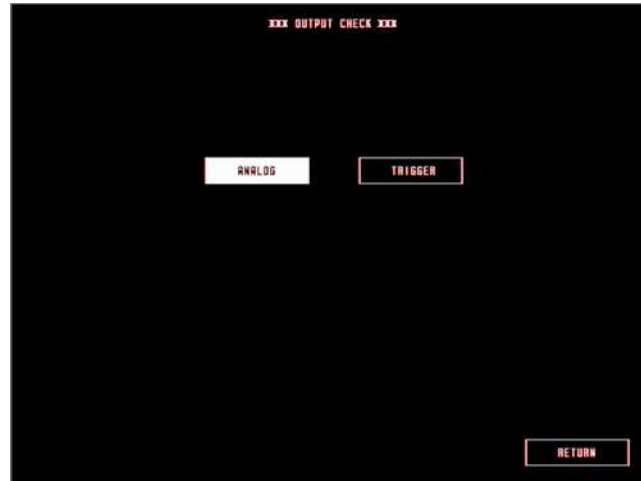 *** OUTPUT CHECK ***
ANALOG
TRIGGER
RETURN